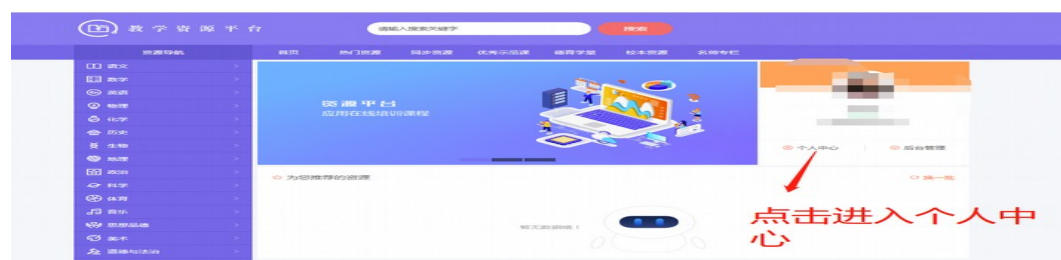 教学资源平台
请输入搜索关键字
搜索
资源导航
首页 热门资源 同步资源 优秀示范课 德育学堂 校本资源 名师专栏
语文
数学
英语
物理
化学
历史
生物
地理
政治
科学
体育
音乐
思想品德
美术
道德与法治
资源平台
应用在线培训课程
个人中心
后台管理
为您推荐的资源
换一批
暂无数据哦！
点击进入个人中
心